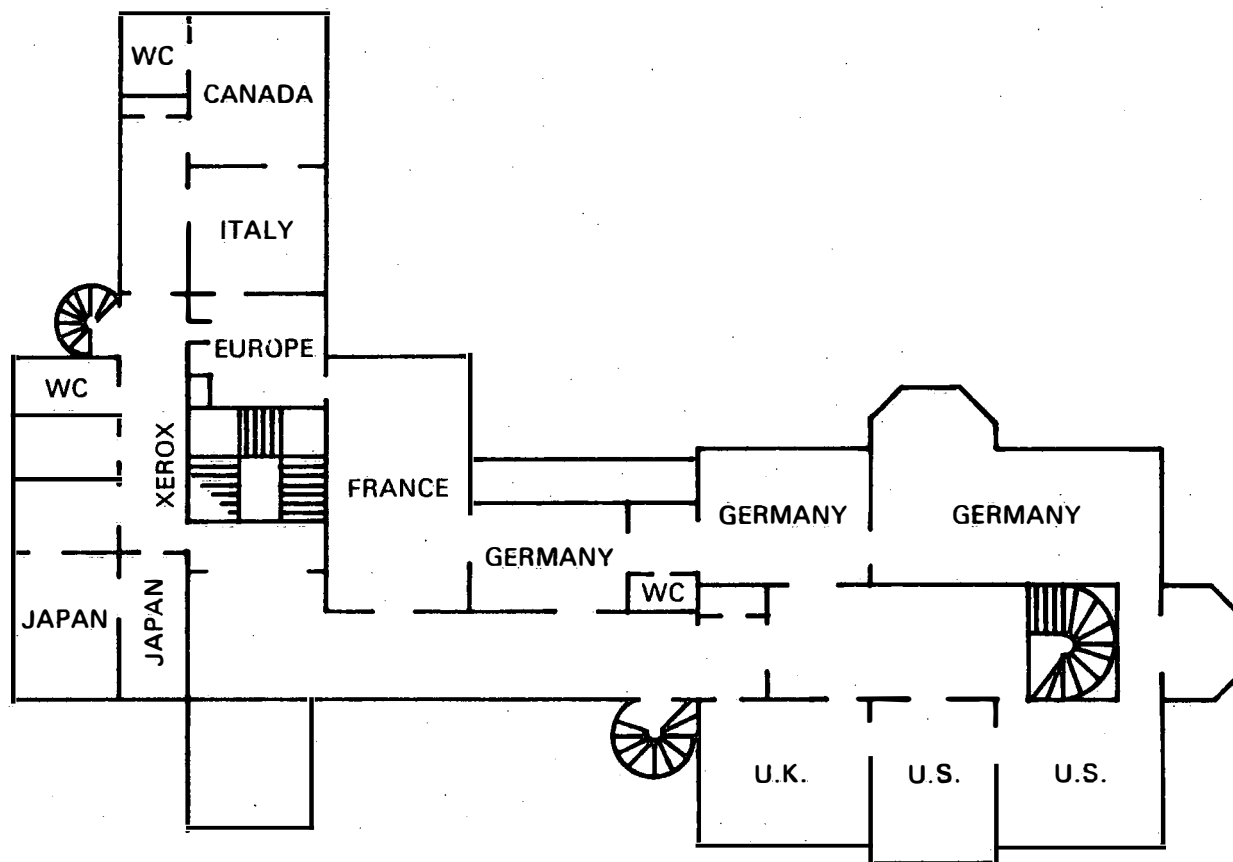 WC
CANADA
ITALY
EUROPE
WC
XEROX
FRANCE
GERMANY
GERMANY
GERMANY
WC
JAPAN
JAPAN
U.K.
U.S.
U.S.